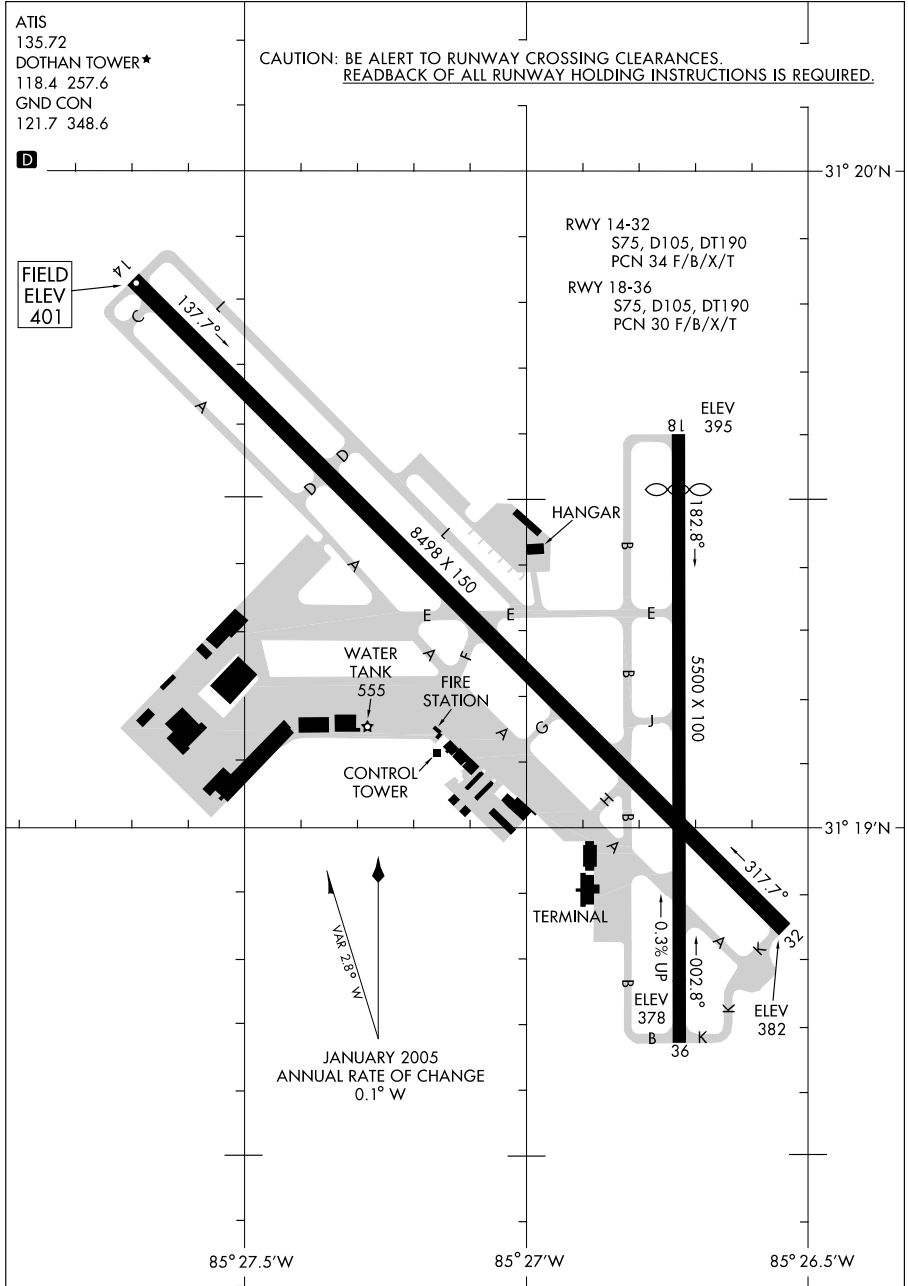 ATIS
135.72
DOTHAN TOWER★
118.4 257.6
GND CON
121.7 348.6
D
CAUTION: BE ALERT TO RUNWAY CROSSING CLEARANCES.
READBACK OF ALL RUNWAY HOLDING INSTRUCTIONS IS REQUIRED.
31° 20'N
RWY 14-32
S75, D105, DT190
PCN 34 F/B/X/T
RWY 18-36
S75, D105, DT190
PCN 30 F/B/X/T
FIELD
ELEV
401
14
137.7°
L
C
A
ELEV
395
18
D
D
182.8°
HANGAR
L
8498 X 150
B
A
E
E
E
A
F
WATER
TANK
555
FIRE
STATION
B
5500 X 100
A
G
J
CONTROL
TOWER
H
B
A
31° 19'N
317.7°
TERMINAL
VAR 2.8° W
0.3% UP
002.8°
A
K
32
B
ELEV
378
K
ELEV
382
B
K
36
JANUARY 2005
ANNUAL RATE OF CHANGE
0.1° W
85° 27.5'W
85° 27'W
85° 26.5'W